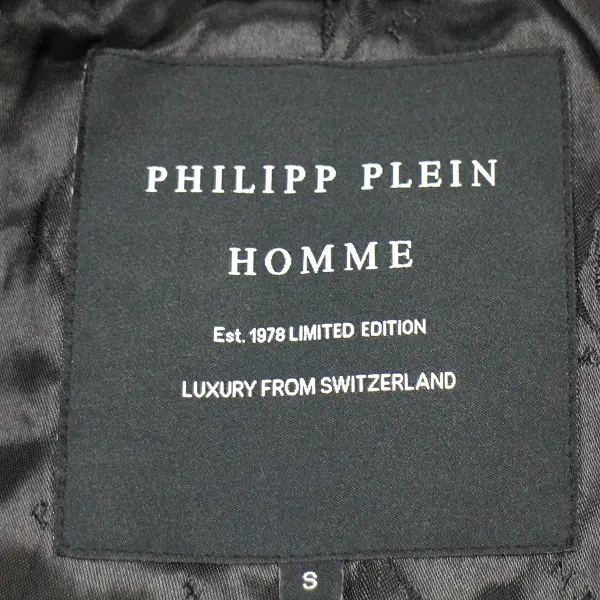 PHILIPP PLEIN
HOMME
Est. 1978 LIMITED EDITION
LUXURY FROM SWITZERLAND
S